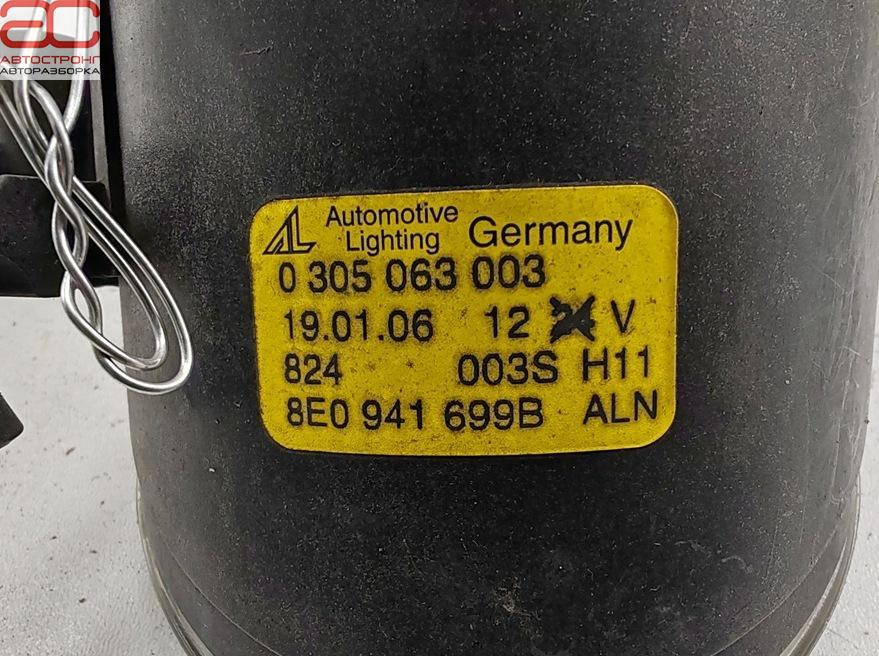 АС
АВТОСТРОНГ
АВТОРАЗБОРКА
AL Automotive Lighting Germany
0 305 063 003
19.01.06 12 V
824 003S H11
8E0 941 699B ALN